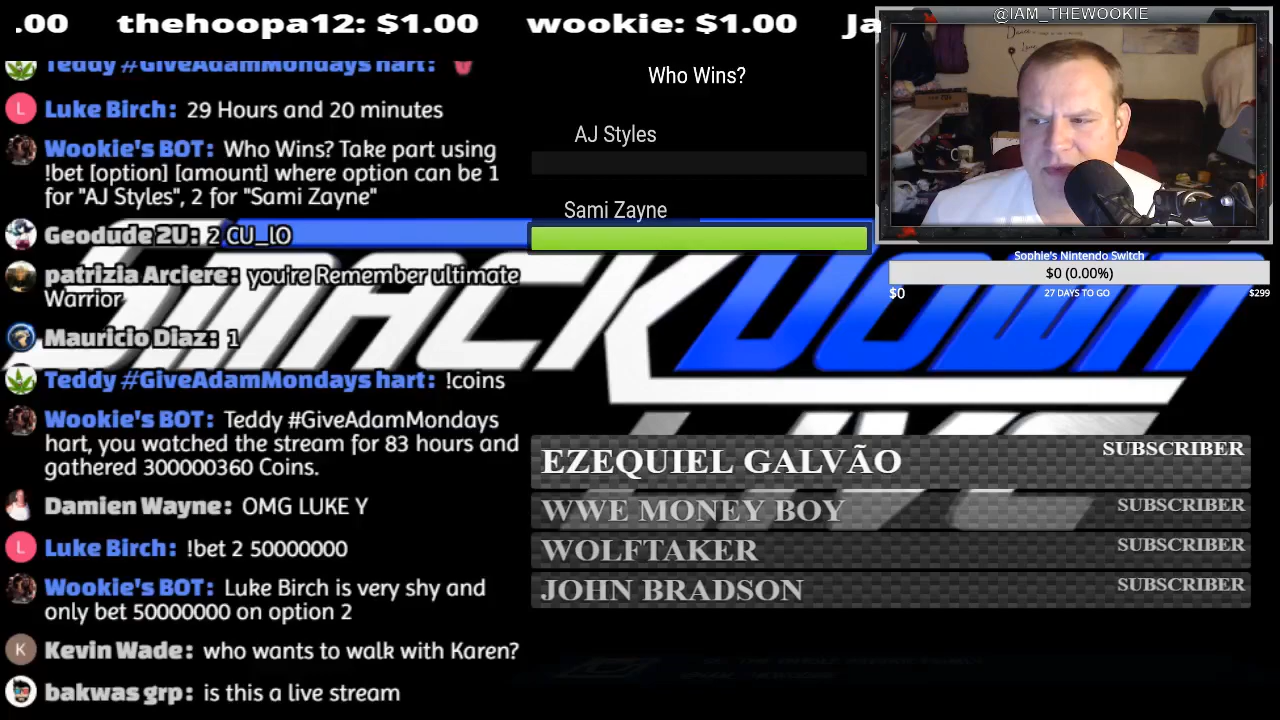 .00 thehoopa12: $1.00 wookie: $1.00 Ja
@IAM_THEWOOKIE
Teddy #GiveAdamMondays hart:
Luke Birch: 29 Hours and 20 minutes
Wookie's BOT: Who Wins? Take part using
!bet [option] [amount] where option can be 1
for "AJ Styles", 2 for "Sami Zayne"
Geodude 2U: 2 CU_lO
patrizia Arciere: you're Remember ultimate
Warrior
Mauricio Diaz: 1
Teddy #GiveAdamMondays hart: !coins
Wookie's BOT: Teddy #GiveAdamMondays
hart, you watched the stream for 83 hours and
gathered 300000360 Coins.
Damien Wayne: OMG LUKE Y
Luke Birch: !bet 2 50000000
Wookie's BOT: Luke Birch is very shy and
only bet 50000000 on option 2
Kevin Wade: who wants to walk with Karen?
bakwas grp: is this a live stream
Who Wins?
AJ Styles
Sami Zayne
Sophie's Nintendo Switch
$0 (0.00%)
$0 27 DAYS TO GO $299
SMACKDOWN
LIVE
EZEQUIEL GALVÃO SUBSCRIBER
WWE MONEY BOY SUBSCRIBER
WOLFTAKER SUBSCRIBER
JOHN BRADSON SUBSCRIBER